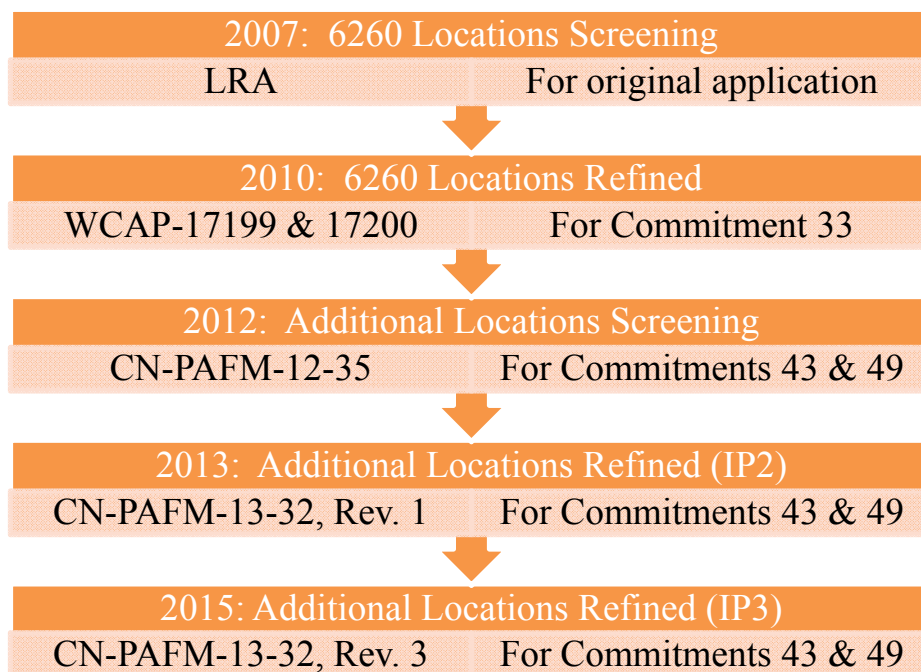 2007:  6260 Locations Screening
LRA For original application
2010:  6260 Locations Refined
WCAP-17199 & 17200 For Commitment 33
2012:  Additional Locations Screening
CN-PAFM-12-35 For Commitments 43 & 49
2013:  Additional Locations Refined (IP2)
CN-PAFM-13-32, Rev. 1 For Commitments 43 & 49
2015: Additional Locations Refined (IP3)
CN-PAFM-13-32, Rev. 3 For Commitments 43 & 49